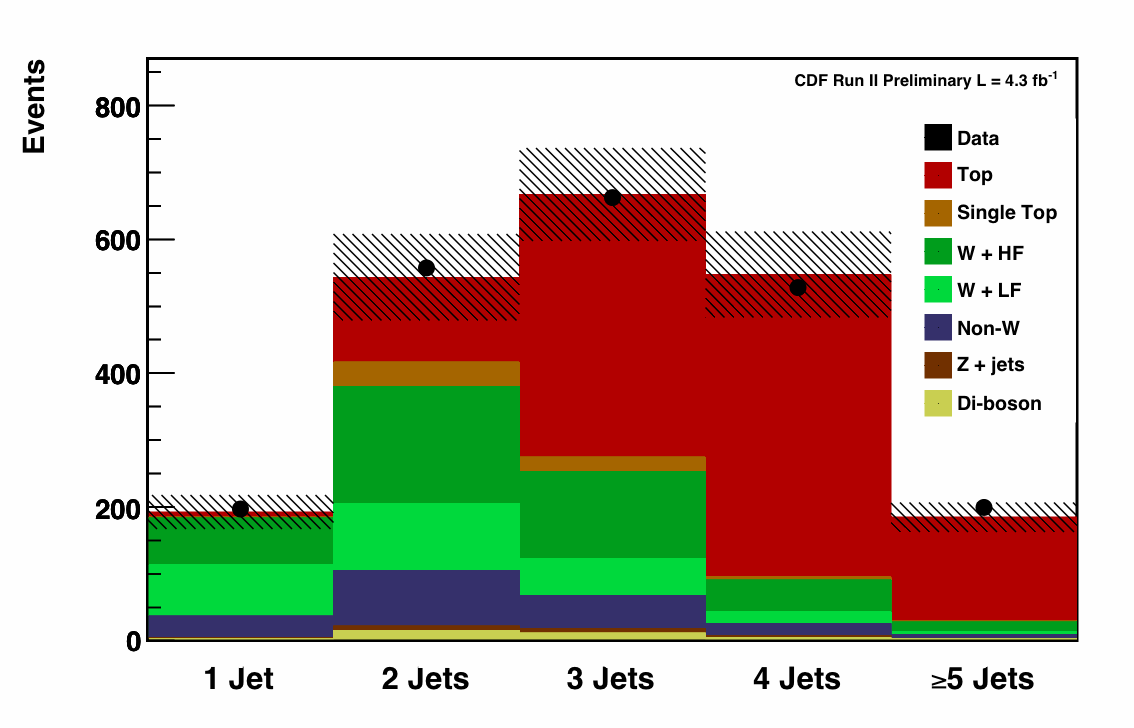 Events
CDF Run II Preliminary L = 4.3 fb⁻¹
800
600
400
200
0
Data
Top
Single Top
W + HF
W + LF
Non-W
Z + jets
Di-boson
1 Jet 2 Jets 3 Jets 4 Jets ≥5 Jets